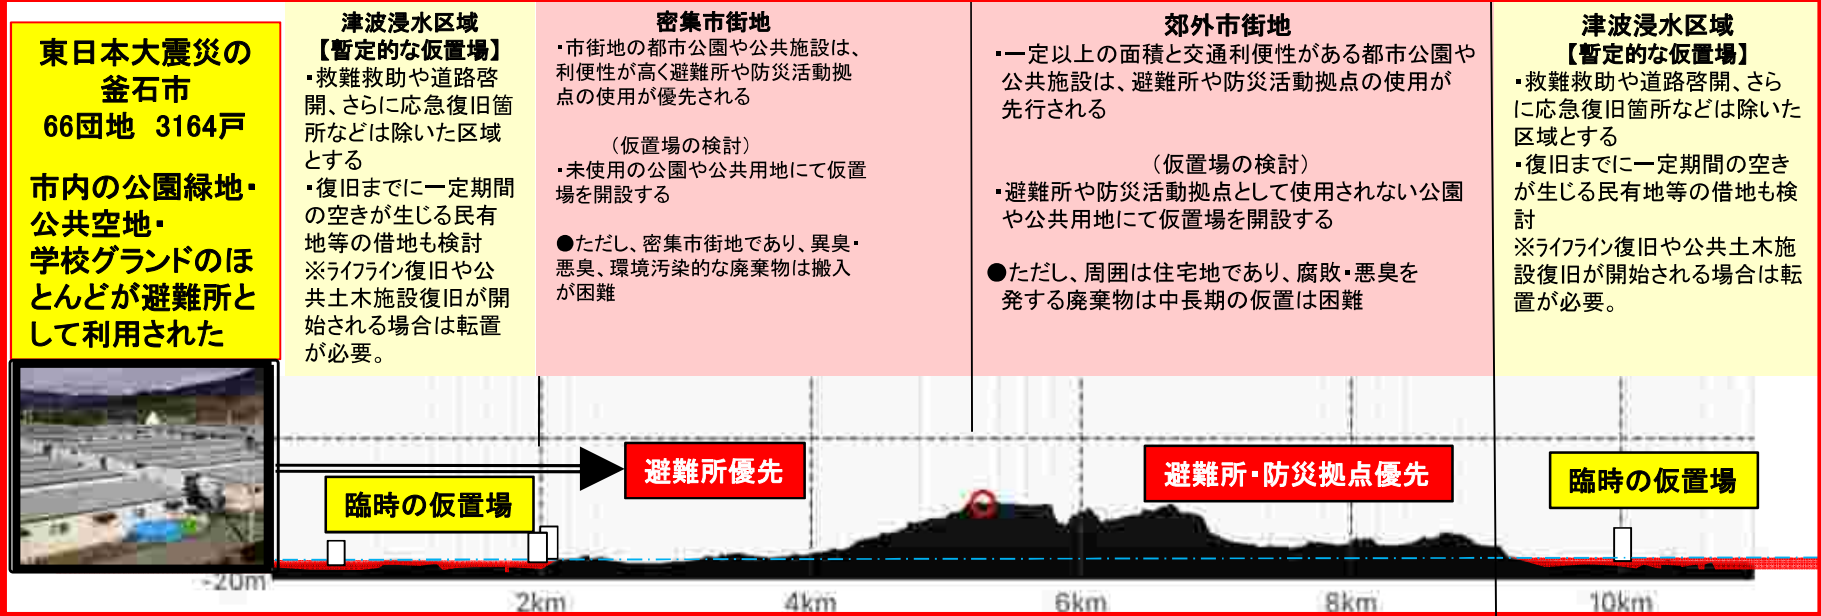 東日本大震災の
釜石市
66団地 3164戸
市内の公園緑地・
公共空地・
学校グランドのほ
とんどが避難所と
して利用された
津波浸水区域
【暫定的な仮置場】
・救難救助や道路啓
開、さらに応急復旧箇
所などは除いた区域
とする
・復旧までに一定期間
の空きが生じる民有
地等の借地も検討
※ライフライン復旧や公
共土木施設復旧が開
始される場合は転置
が必要。
密集市街地
・市街地の都市公園や公共施設は、
利便性が高く避難所や防災活動拠
点の使用が優先される
（仮置場の検討）
・未使用の公園や公共用地にて仮置
場を開設する
●ただし、密集市街地であり、異臭・
悪臭、環境汚染的な廃棄物は搬入
が困難
郊外市街地
・一定以上の面積と交通利便性がある都市公園や
公共施設は、避難所や防災活動拠点の使用が
先行される
（仮置場の検討）
・避難所や防災活動拠点として使用されない公園
や公共用地にて仮置場を開設する
●ただし、周囲は住宅地であり、腐敗・悪臭を
発する廃棄物は中長期の仮置は困難
津波浸水区域
【暫定的な仮置場】
・救難救助や道路啓開、さら
に応急復旧箇所などは除いた
区域とする
・復旧までに一定期間の空き
が生じる民有地等の借地も検
討
※ライフライン復旧や公共土木施
設復旧が開始される場合は転
置が必要。
臨時の仮置場
避難所優先
避難所・防災拠点優先
臨時の仮置場
-20m
2km
4km
6km
8km
10km